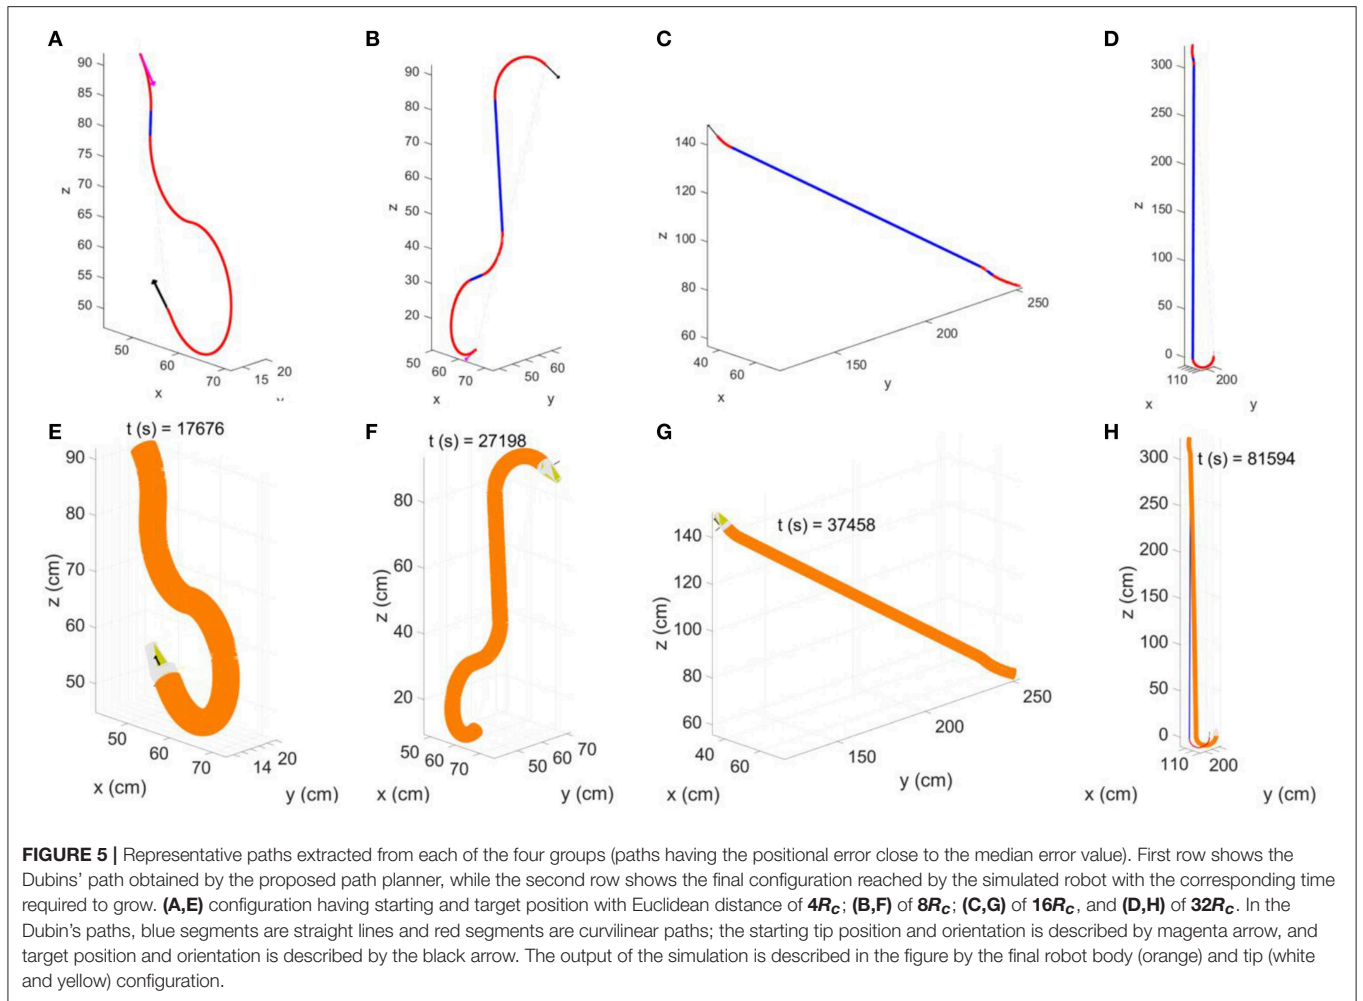 A
90
85
80
75
70
65
60
55
50
z
50
60
70
15
20
x
B
90
80
70
60
50
40
30
20
z
50
60
70
50
60
x
y
C
140
120
100
80
60
z
40
60
150
200
250
x
y
D
300
250
200
150
100
50
0
z
110
200
x
y
E
t (s) = 17676
90
80
70
60
50
z (cm)
50
60
70
14
20
x (cm)
y (cm)
F
t (s) = 27198
80
60
40
20
z (cm)
50
60
70
50
60
70
x (cm)
y (cm)
G
t (s) = 37458
140
120
100
80
60
z (cm)
40
60
150
200
250
x (cm)
y (cm)
H
t (s) = 81594
300
250
200
150
100
50
0
z (cm)
110
200
x (cm)
y (cm)
FIGURE 5 | Representative paths extracted from each of the four groups (paths having the positional error close to the median error value). First row shows the
Dubins' path obtained by the proposed path planner, while the second row shows the final configuration reached by the simulated robot with the corresponding time
required to grow. (A,E) configuration having starting and target position with Euclidean distance of 4Rc; (B,F) of 8Rc; (C,G) of 16Rc, and (D,H) of 32Rc. In the
Dubin's paths, blue segments are straight lines and red segments are curvilinear paths; the starting tip position and orientation is described by magenta arrow, and
target position and orientation is described by the black arrow. The output of the simulation is described in the figure by the final robot body (orange) and tip (white
and yellow) configuration.